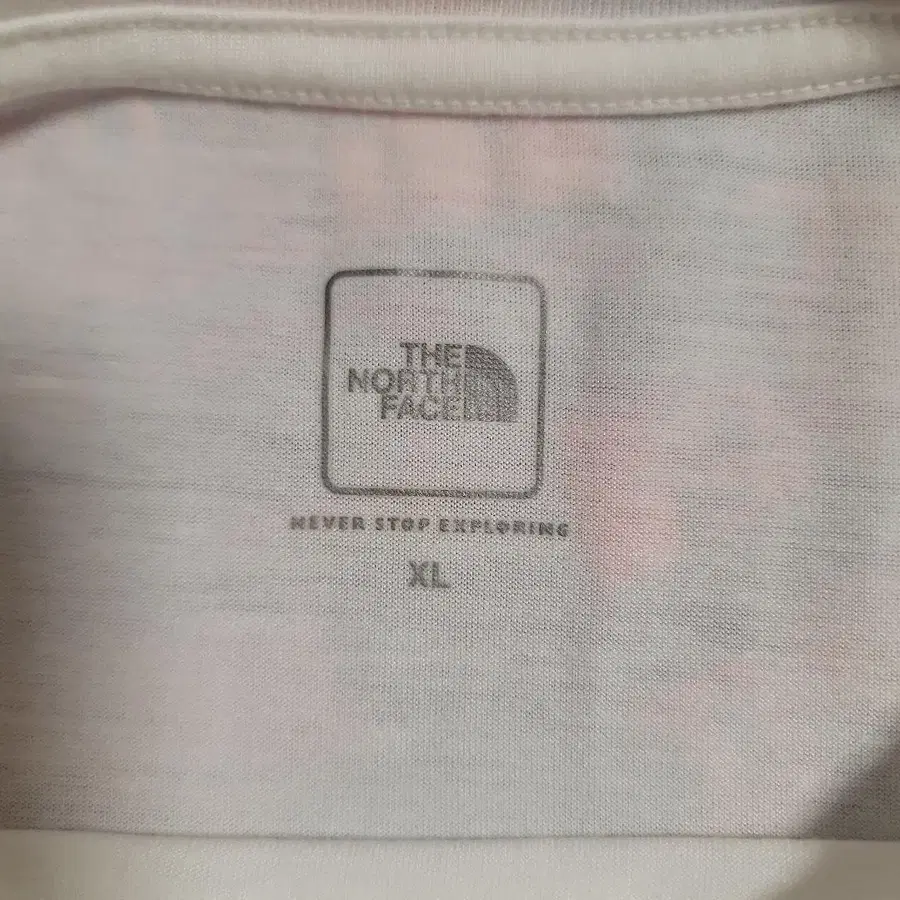 THE
NORTH
FACE
NEVER STOP EXPLORING
XL